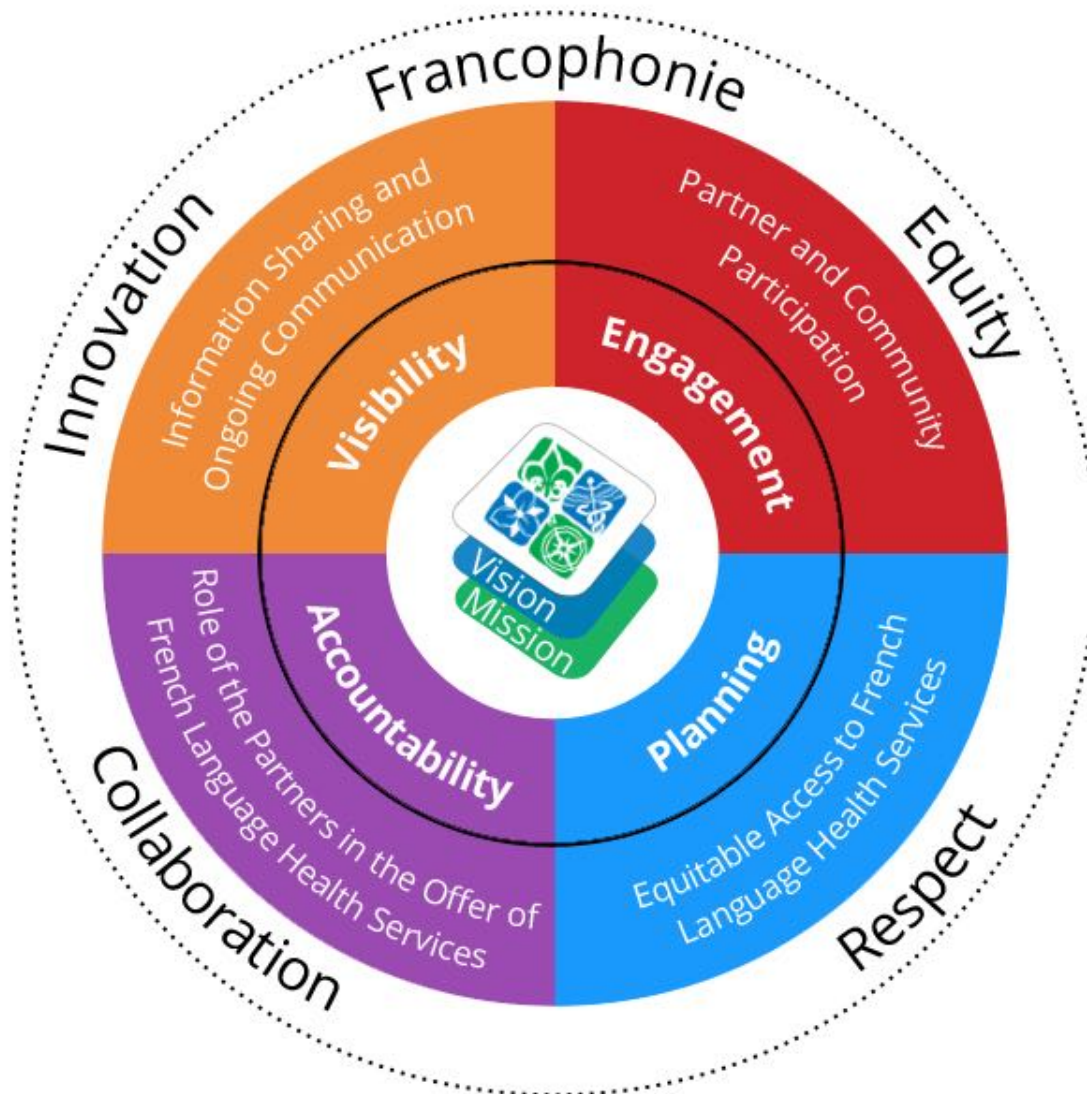 Francophonie
Equity
Respect
Collaboration
Innovation
Information Sharing and
Ongoing Communication
Visibility
Partner and Community
Participation
Engagement
Vision
Mission
Accountability
Role of the Partners in the Offer of
French Language Health Services
Planning
Equitable Access to French
Language Health Services